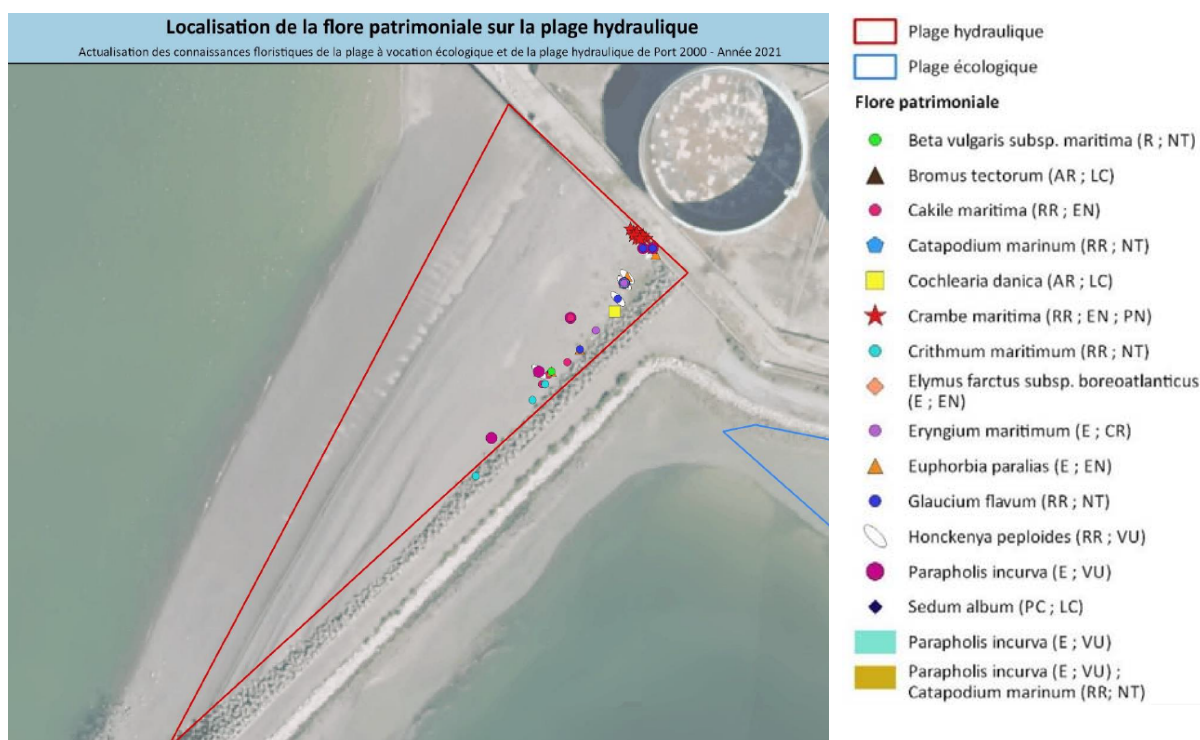 Localisation de la flore patrimoniale sur la plage hydraulique
Actualisation des connaissances floristiques de la plage à vocation écologique et de la plage hydraulique de Port 2000 - Année 2021
Plage hydraulique
Plage écologique
Flore patrimoniale
Beta vulgaris subsp. maritima (R ; NT)
Bromus tectorum (AR ; LC)
Cakile maritima (RR ; EN)
Catapodium marinum (RR ; NT)
Cochlearia danica (AR ; LC)
Crambe maritima (RR ; EN ; PN)
Crithmum maritimum (RR ; NT)
Elymus farctus subsp. boreoatlanticus
(E ; EN)
Eryngium maritimum (E ; CR)
Euphorbia paralias (E ; EN)
Glaucium flavum (RR ; NT)
Honckenya peploides (RR ; VU)
Parapholis incurva (E ; VU)
Sedum album (PC ; LC)
Parapholis incurva (E ; VU)
Parapholis incurva (E ; VU) ;
Catapodium marinum (RR; NT)